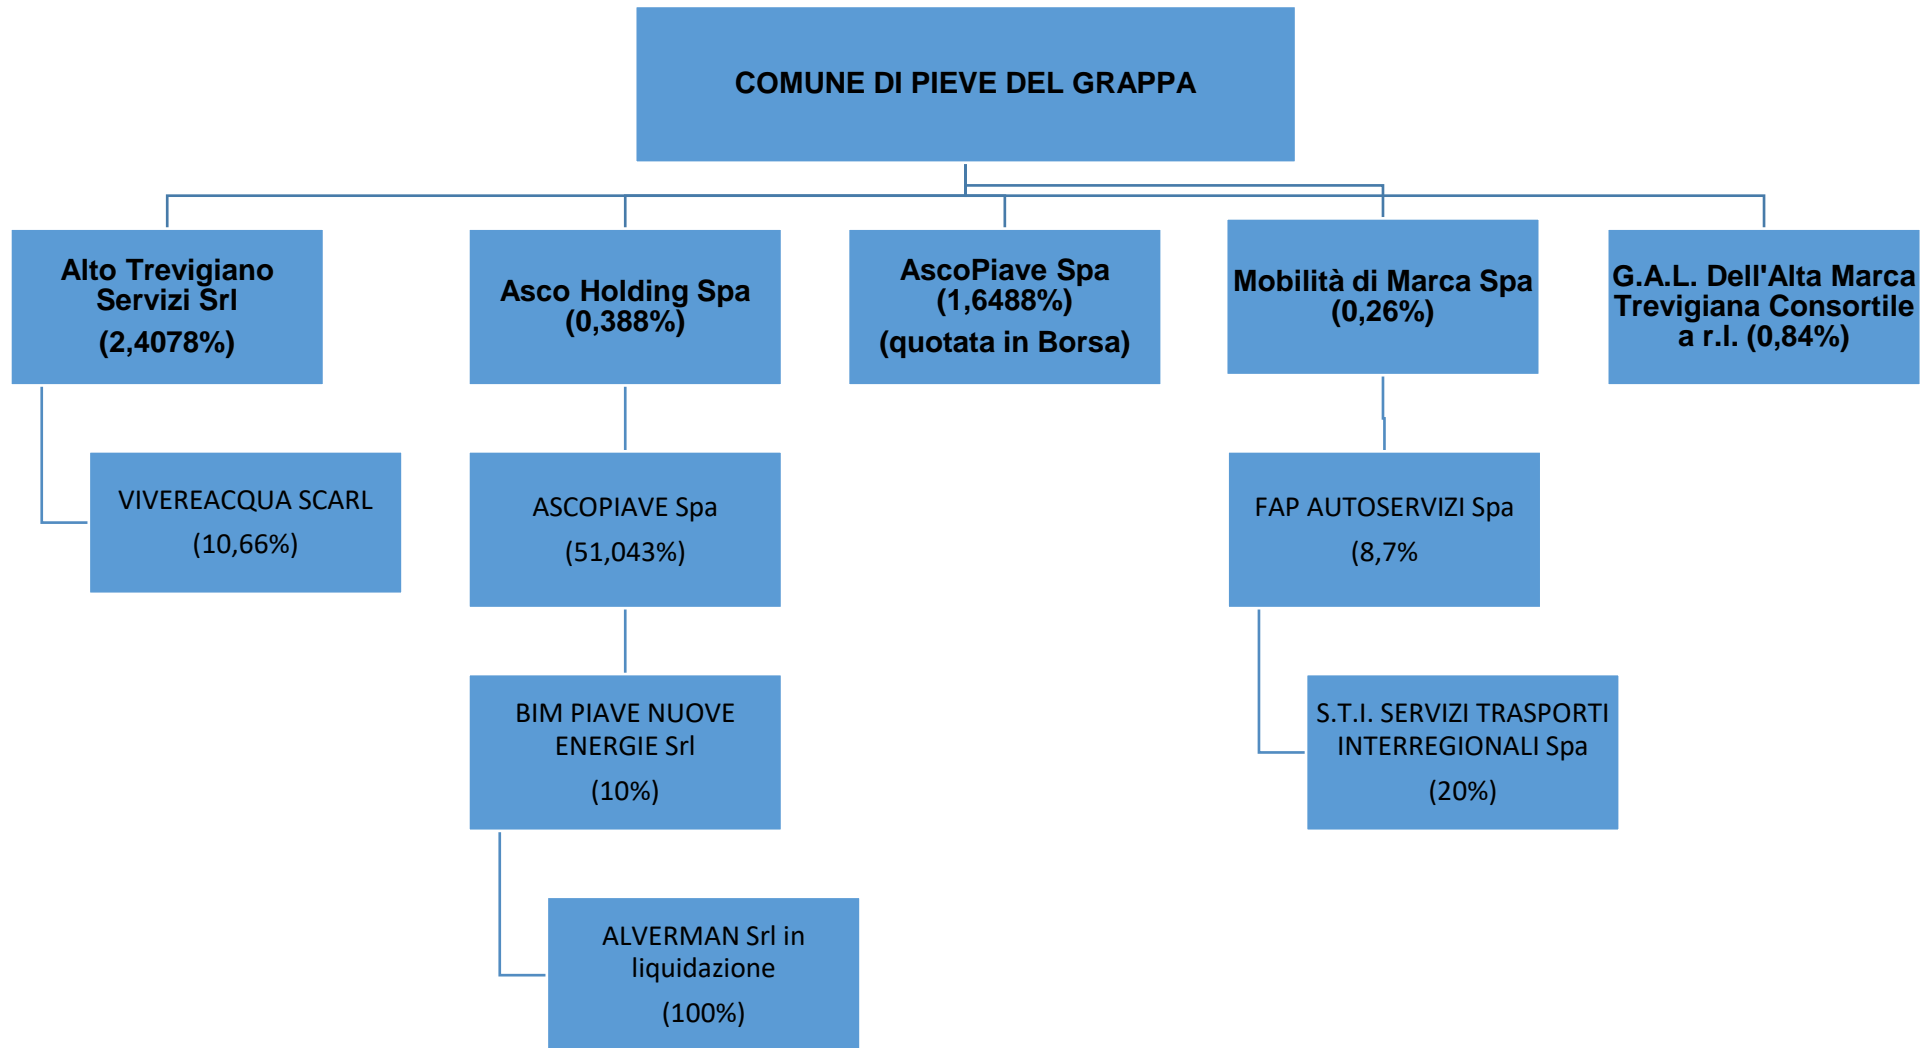 COMUNE DI PIEVE DEL GRAPPA
Alto Trevigiano
Servizi Srl
(2,4078%)
Asco Holding Spa
(0,388%)
AscoPiave Spa
(1,6488%)
(quotata in Borsa)
Mobilità di Marca Spa
(0,26%)
G.A.L. Dell'Alta Marca
Trevigiana Consortile
a r.l. (0,84%)
VIVEREACQUA SCARL
(10,66%)
ASCOPIAVE Spa
(51,043%)
FAP AUTOSERVIZI Spa
(8,7%
BIM PIAVE NUOVE
ENERGIE Srl
(10%)
S.T.I. SERVIZI TRASPORTI
INTERREGIONALI Spa
(20%)
ALVERMAN Srl in
liquidazione
(100%)